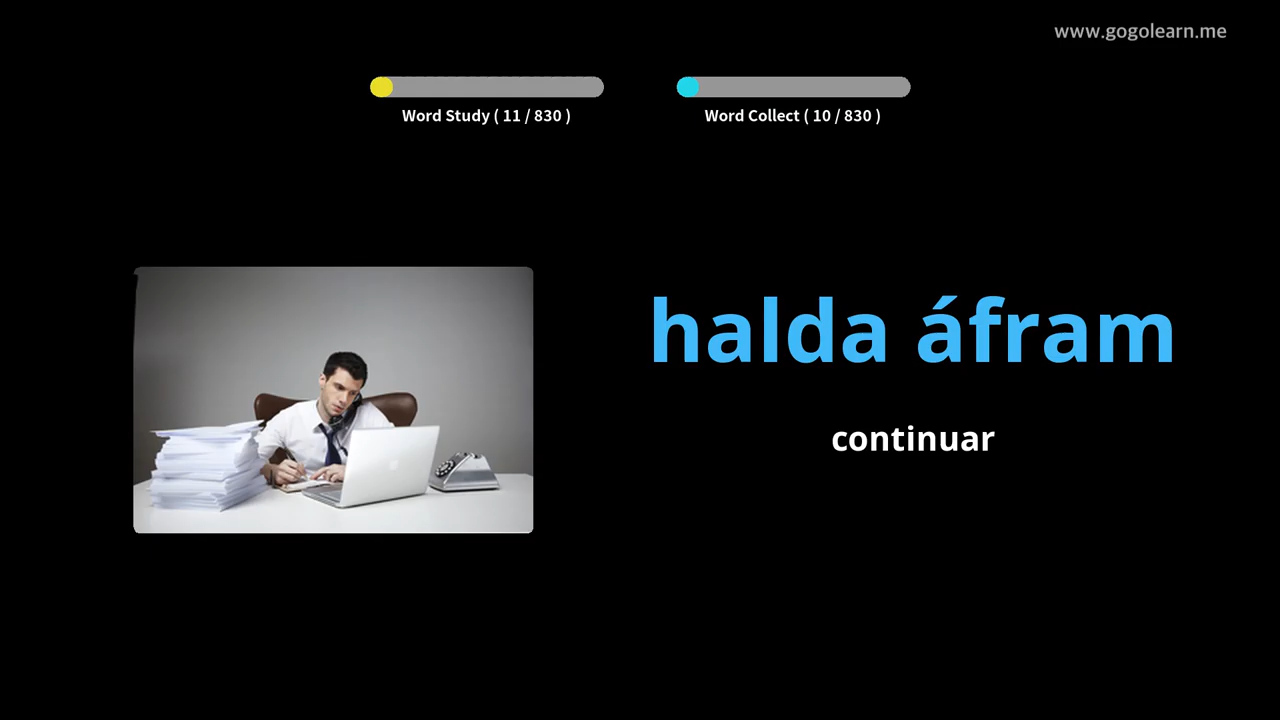 www.gogolearn.me
Word Study ( 11 / 830 )
Word Collect ( 10 / 830 )
halda áfram
continuar